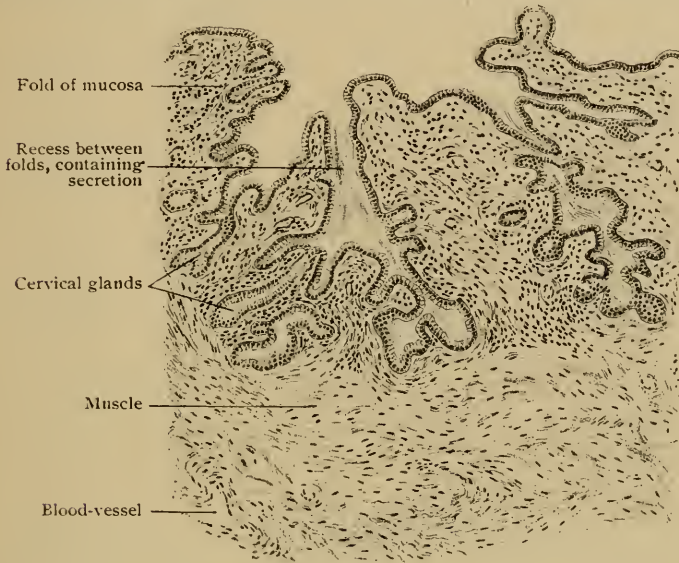 Fold of mucosa
Recess between
folds, containing
secretion
Cervical glands
Muscle
Blood-vessel